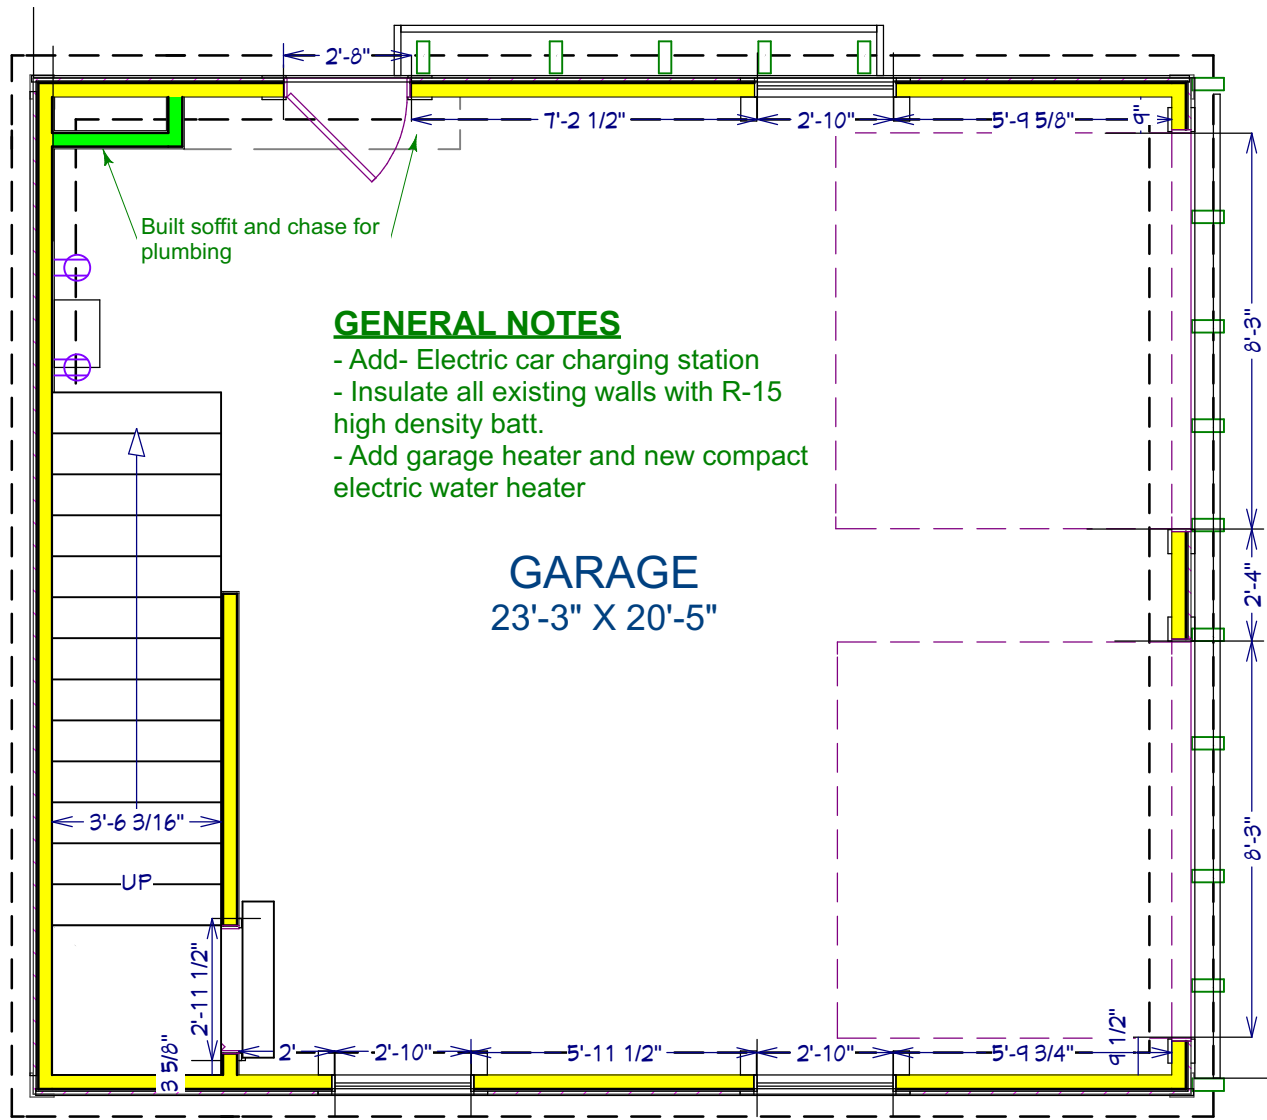 2'-8"
7'-2 1/2"
2'-10"
5'-9 5/8"
9"
Built soffit and chase for
plumbing
GENERAL NOTES
- Add- Electric car charging station
- Insulate all existing walls with R-15
high density batt.
- Add garage heater and new compact
electric water heater
8'-3"
GARAGE
23'-3" X 20'-5"
2'-4"
3'-6 3/16"
UP
8'-3"
2'-11 1/2"
3 5/8"
2'
2'-10"
5'-11 1/2"
2'-10"
5'-9 3/4"
9 1/2"